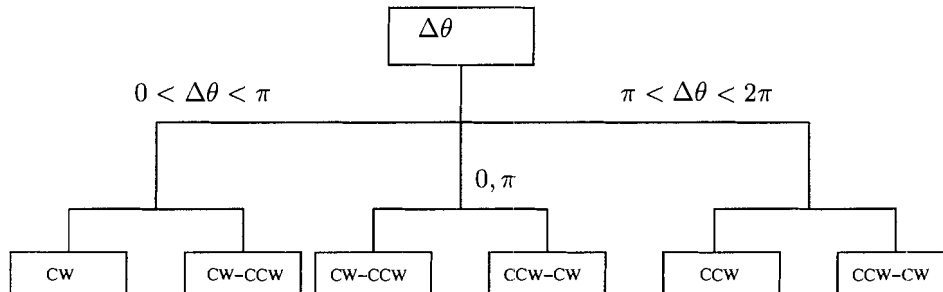 Δθ
0 < Δθ < π
π < Δθ < 2π
0, π
CW
CW–CCW
CW–CCW
CCW–CW
CCW
CCW–CW